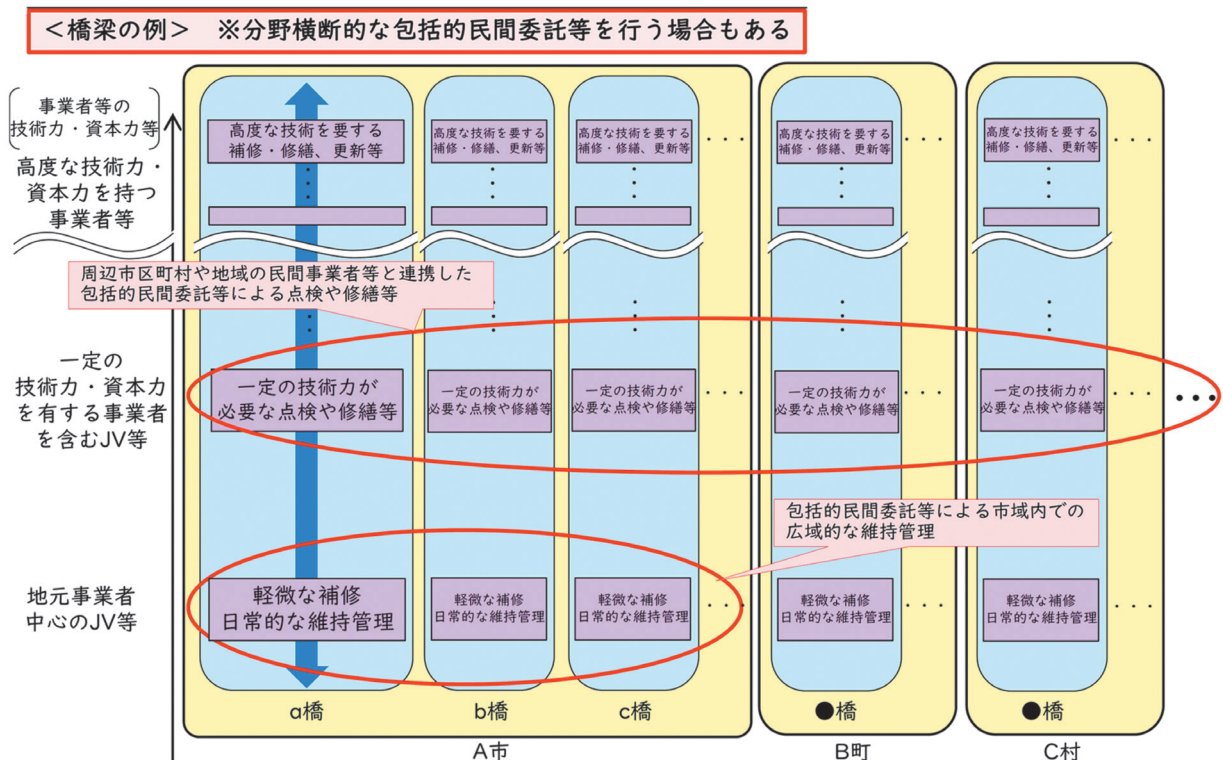 ＜橋梁の例＞　※分野横断的な包括的民間委託等を行う場合もある
事業者等の
技術力・資本力等
高度な技術力・
資本力を持つ
事業者等
高度な技術を要する
補修・修繕、更新等
高度な技術を要する
補修・修繕、更新等
高度な技術を要する
補修・修繕、更新等
・・・
高度な技術を要する
補修・修繕、更新等
・・・
高度な技術を要する
補修・修繕、更新等
・・・
周辺市区町村や地域の民間事業者等と連携した
包括的民間委託等による点検や修繕等
一定の
技術力・資本力
を有する事業者
を含むJV等
一定の技術力が
必要な点検や修繕等
一定の技術力が
必要な点検や修繕等
一定の技術力が
必要な点検や修繕等
・・・
一定の技術力が
必要な点検や修繕等
・・・
一定の技術力が
必要な点検や修繕等
・・・
•••
包括的民間委託等による市域内での
広域的な維持管理
地元事業者
中心のJV等
軽微な補修
日常的な維持管理
軽微な補修
日常的な維持管理
軽微な補修
日常的な維持管理
・・・
軽微な補修
日常的な維持管理
・・・
軽微な補修
日常的な維持管理
・・・
a橋
b橋
c橋
●橋
●橋
A市
B町
C村